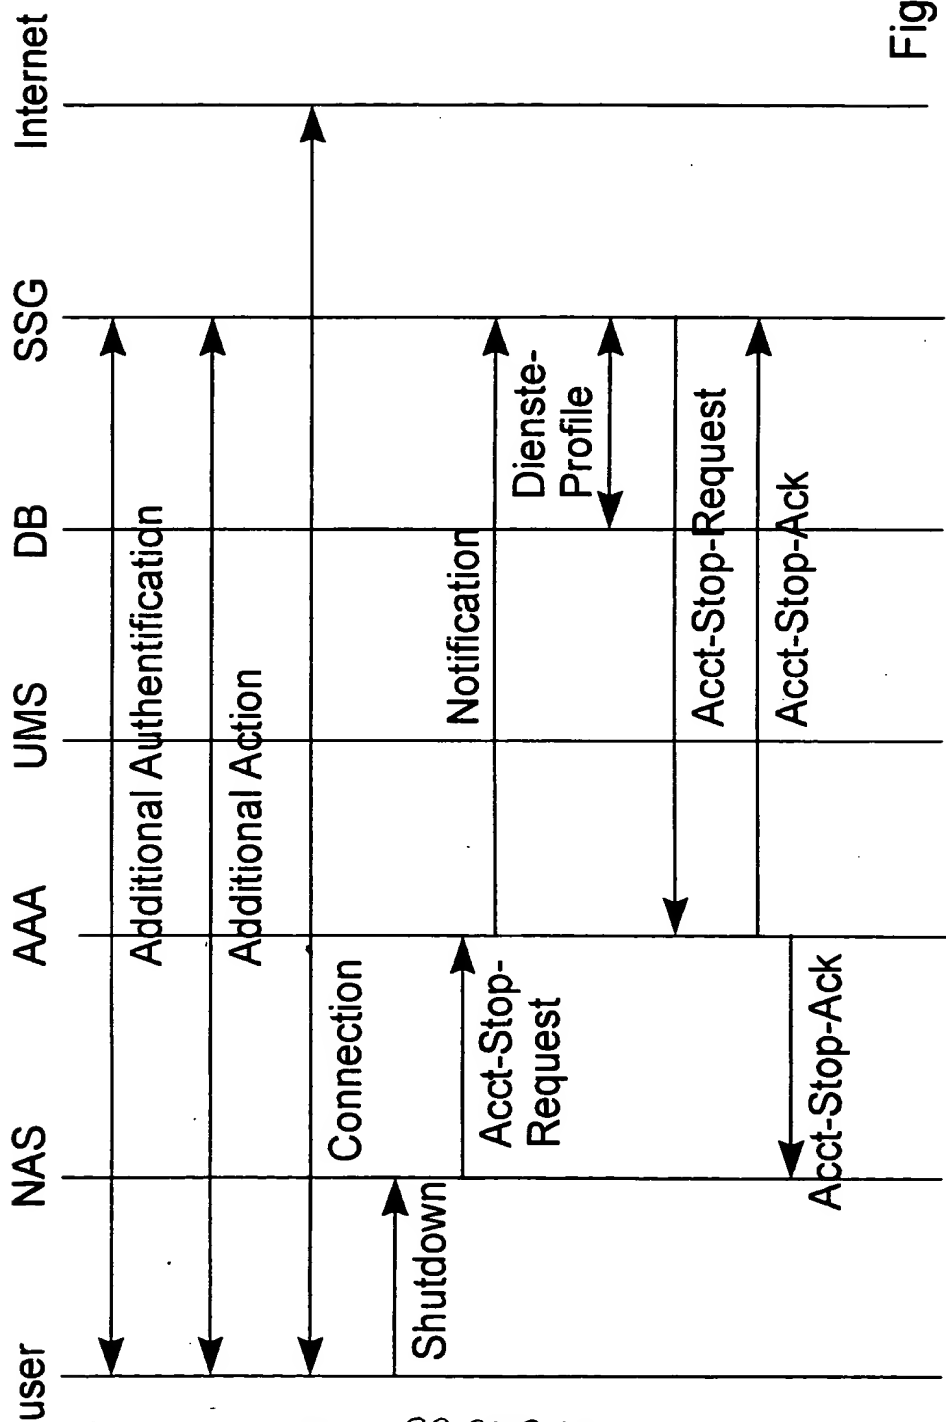 user
NAS
AAA
UMS
DB
SSG
Internet
Additional Authentification
Additional Action
Connection
Shutdown
Acct-Stop-
Request
Notification
Dienste-
Profile
Acct-Stop-Request
Acct-Stop-Ack
Acct-Stop-Ack
Fig